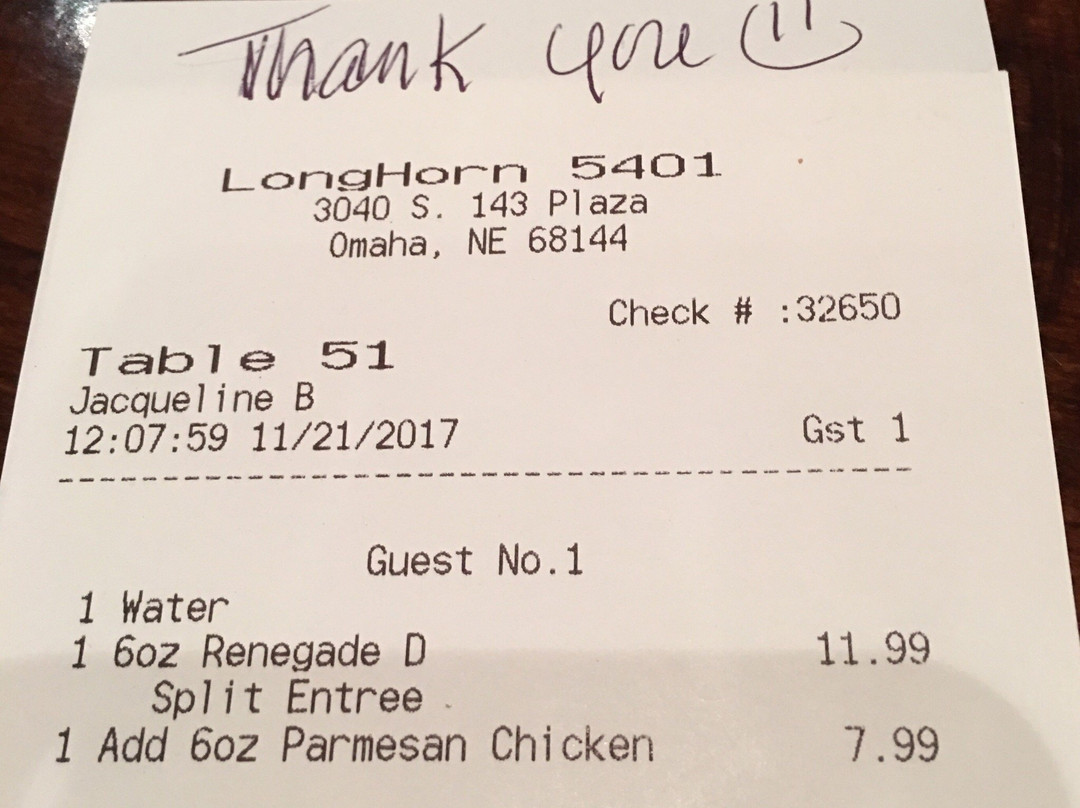 Thank you
LongHorn 5401
3040 S. 143 Plaza
Omaha, NE 68144
Check # :32650
Table 51
Jacqueline B
12:07:59 11/21/2017 Gst 1
--------------------------------------------
Guest No.1
1 Water
1 6oz Renegade D 11.99
Split Entree
1 Add 6oz Parmesan Chicken 7.99